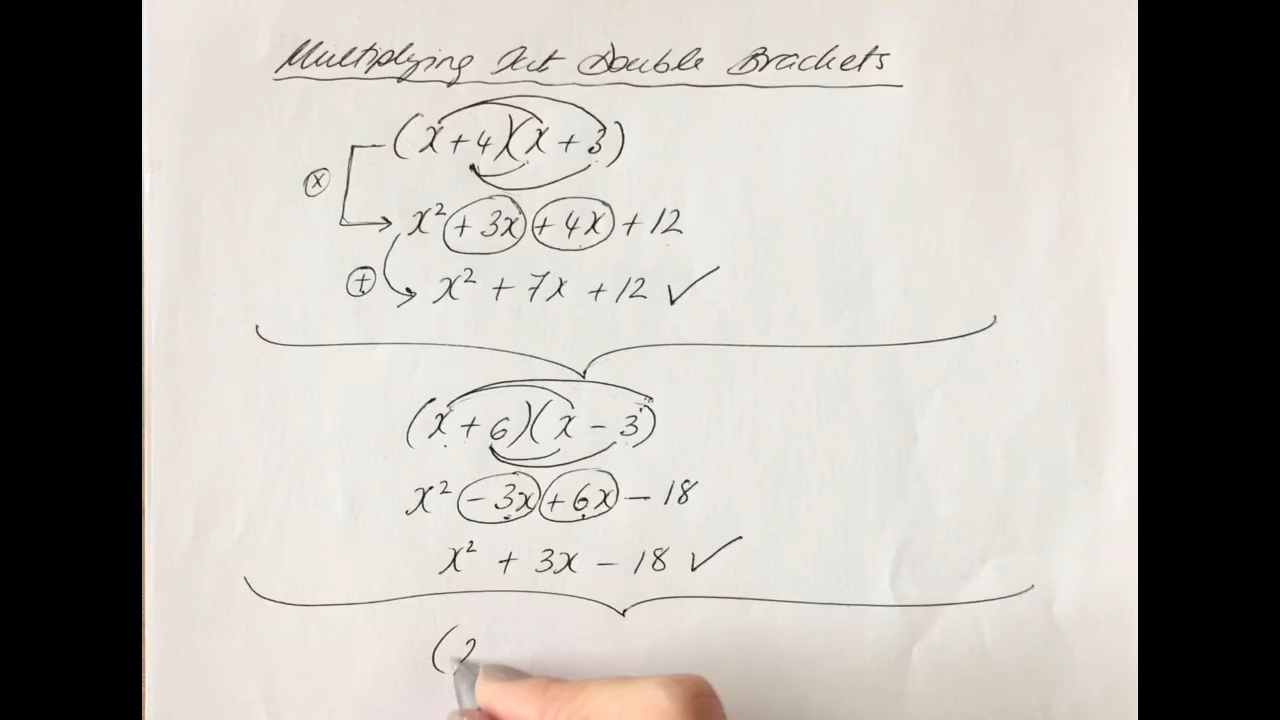 Multiplying Out Double Brackets
(x + 4)(x + 3)
x² + 3x + 4x + 12
x² + 7x + 12 ✓
(x + 6)(x - 3)
x² - 3x + 6x - 18
x² + 3x - 18 ✓
(2